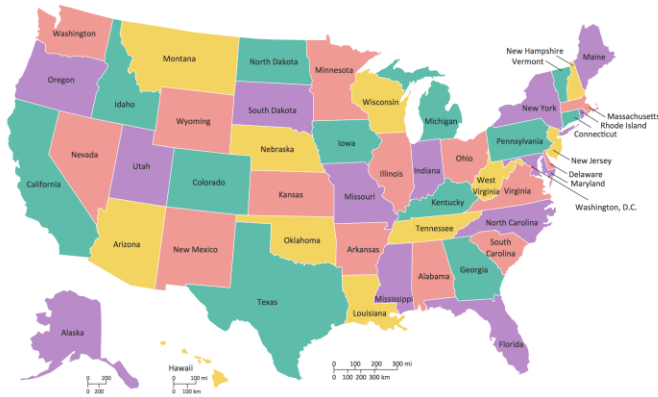 Washington
Montana
North Dakota
Minnesota
New Hampshire
Vermont
Maine
Oregon
Idaho
South Dakota
Wisconsin
Michigan
New York
Massachusetts
Rhode Island
Connecticut
Wyoming
Nebraska
Iowa
Pennsylvania
New Jersey
Nevada
Utah
Colorado
Kansas
Missouri
Illinois
Indiana
Ohio
West
Virginia
Virginia
Delaware
Maryland
Washington, D.C.
California
Kentucky
Arizona
New Mexico
Oklahoma
Arkansas
Tennessee
North Carolina
South
Carolina
Texas
Louisiana
Mississippi
Alabama
Georgia
Florida
Alaska
Hawaii
0 200
0 200
0 100 mi
0 100 km
0 100 200 300 mi
0 100 200 300 km